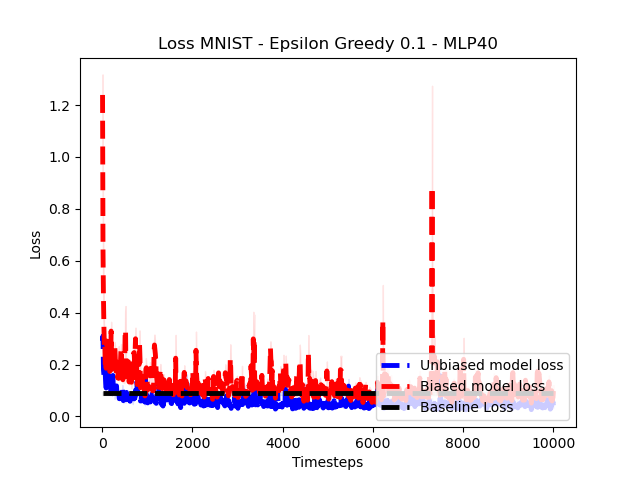 Loss MNIST - Epsilon Greedy 0.1 - MLP40
1.2
1.0
0.8
0.6
0.4
0.2
0.0
Loss
Unbiased model loss
Biased model loss
Baseline Loss
0 2000 4000 6000 8000 10000
Timesteps